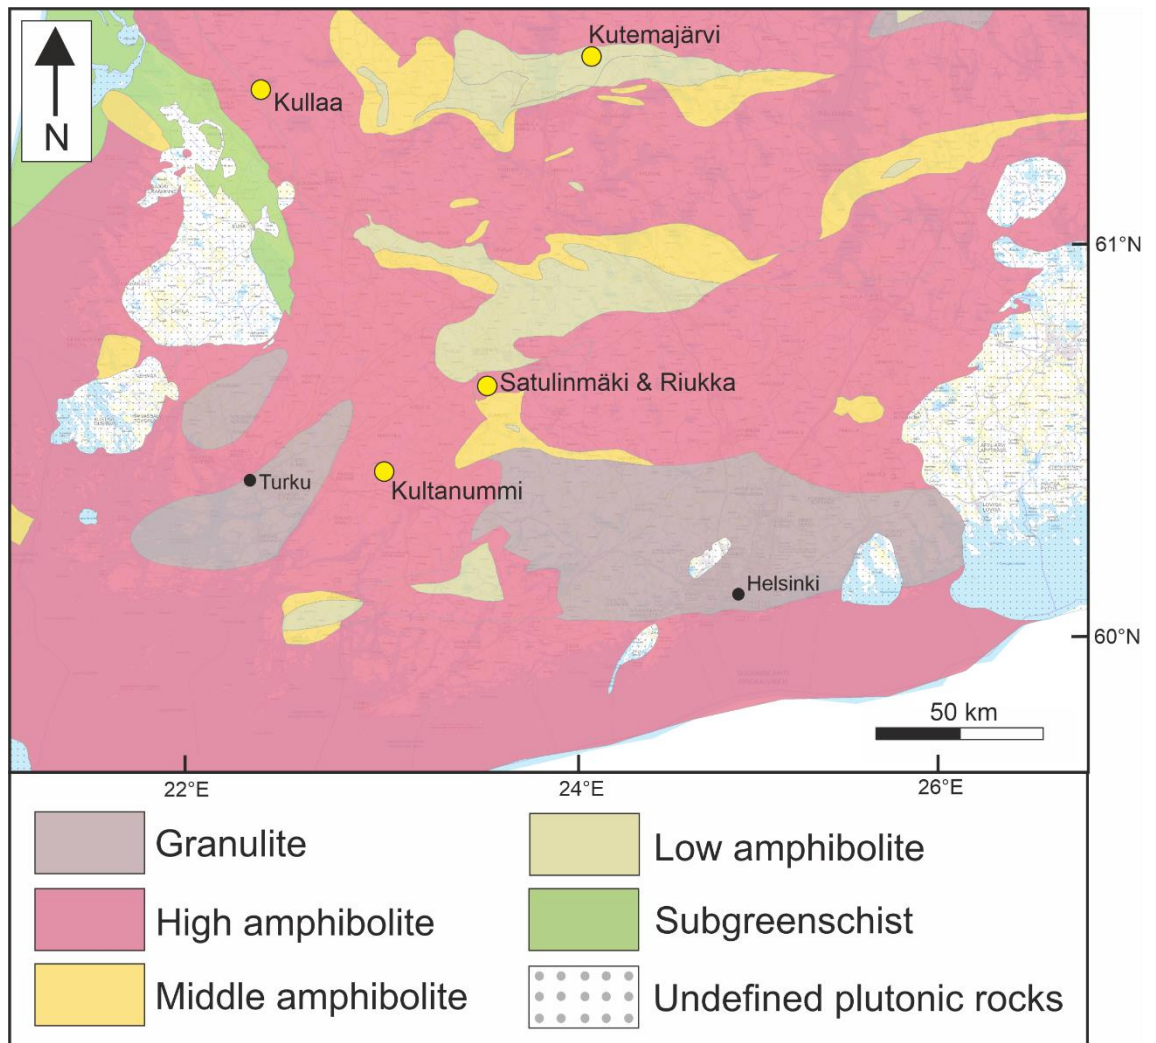 N
Kutemajärvi
Kullaa
61°N
Satulinmäki & Riukka
Turku
Kultanummi
Helsinki
60°N
50 km
22°E
24°E
26°E
Granulite
Low amphibolite
High amphibolite
Subgreenschist
Middle amphibolite
Undefined plutonic rocks